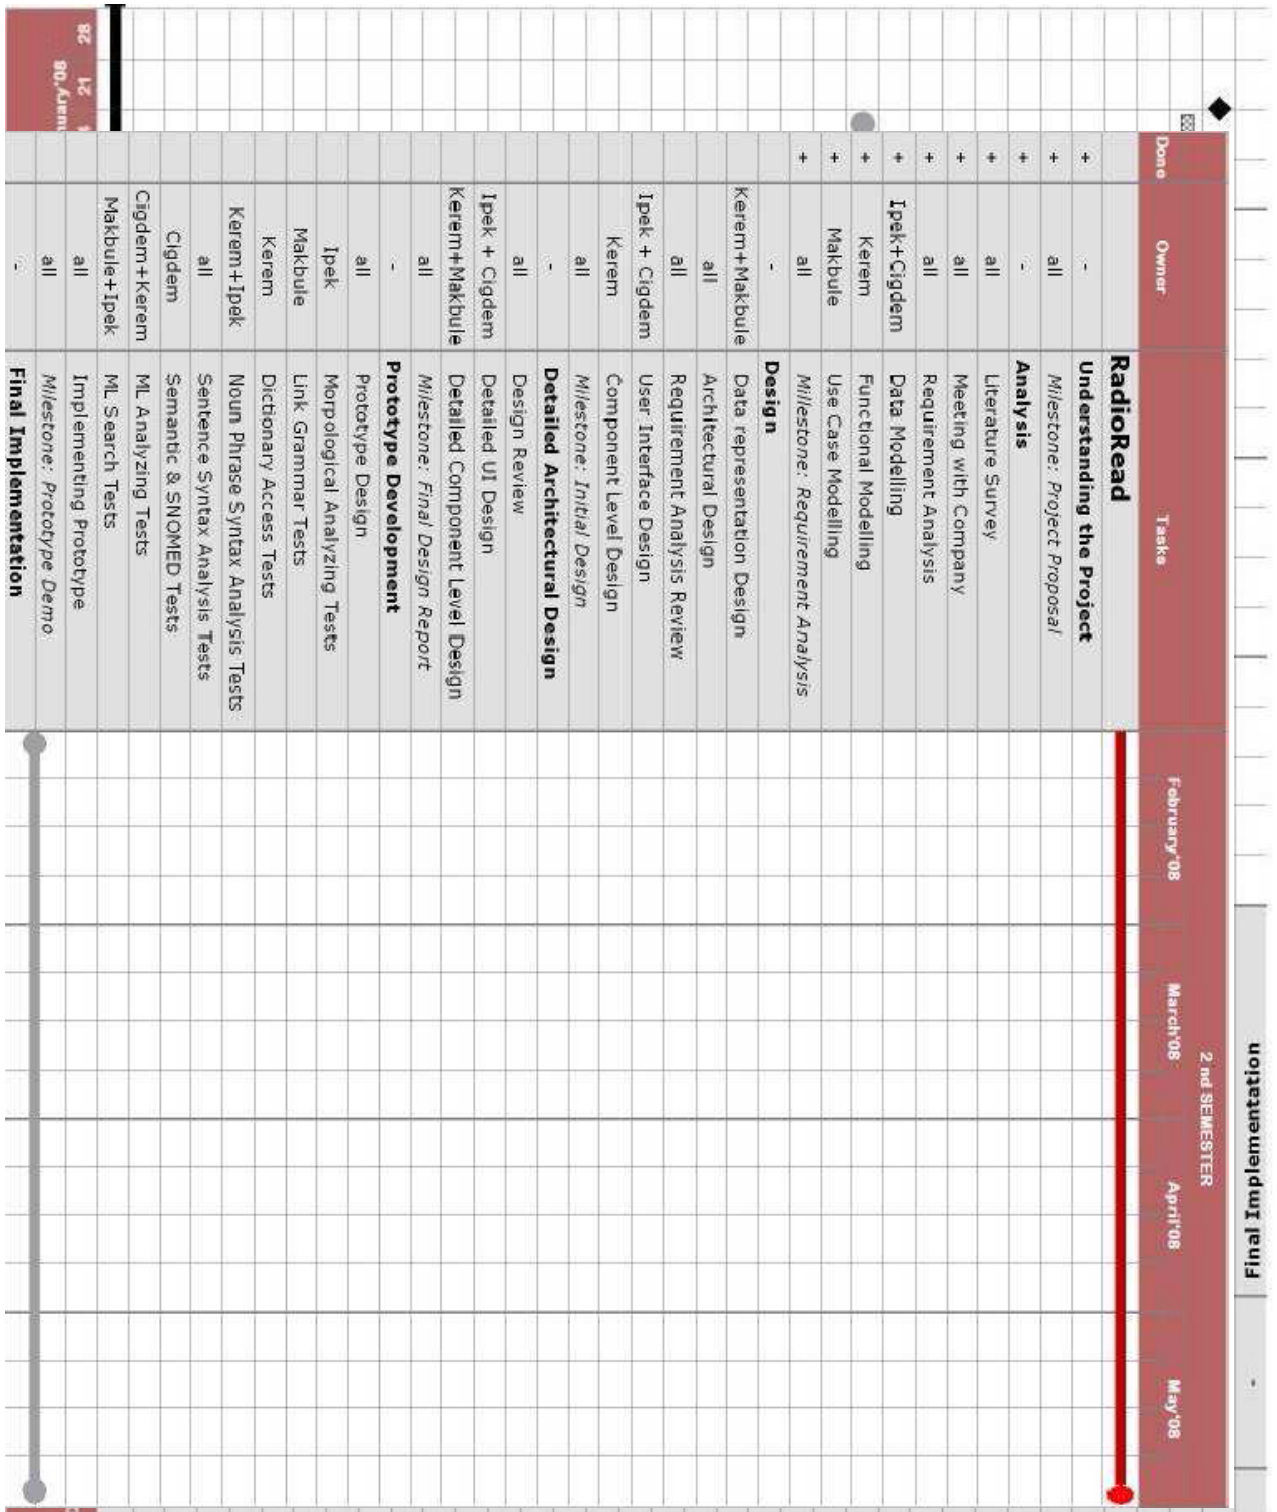 Final Implementation -
2 nd SEMESTER
Done Owner Tasks February'08 March'08 April'08 May'08
RadioRead
+ - Understanding the Project
+ all Milestone: Project Proposal
+ - Analysis
+ all Literature Survey
+ all Meeting with Company
+ all Requirement Analysis
+ Ipek+Cigdem Data Modelling
+ Kerem Functional Modelling
+ Makbule Use Case Modelling
+ all Millestone: Requirement Analysis
- Design
Kerem+Makbule Data representation Design
all Architectural Design
all Requirement Analysis Review
Ipek + Cigdem User Interface Design
Kerem Component Level Design
all Milestone: Initial Design
- Detailed Architectural Design
all Design Review
Ipek + Cigdem Detailed UI Design
Kerem+Makbule Detailed Component Level Design
all Milestone: Final Design Report
- Prototype Development
all Prototype Design
Ipek Morpological Analyzing Tests
Makbule Link Grammar Tests
Kerem Dictionary Access Tests
Kerem+Ipek Noun Phrase Syntax Analysis Tests
all Sentence Syntax Analysis Tests
Cigdem Semantic & SNOMED Tests
Cigdem+Kerem ML Analyzing Tests
Makbule+Ipek ML Search Tests
all Implementing Prototype
all Milestone: Prototype Demo
- Final Implementation
uary'08
21 28